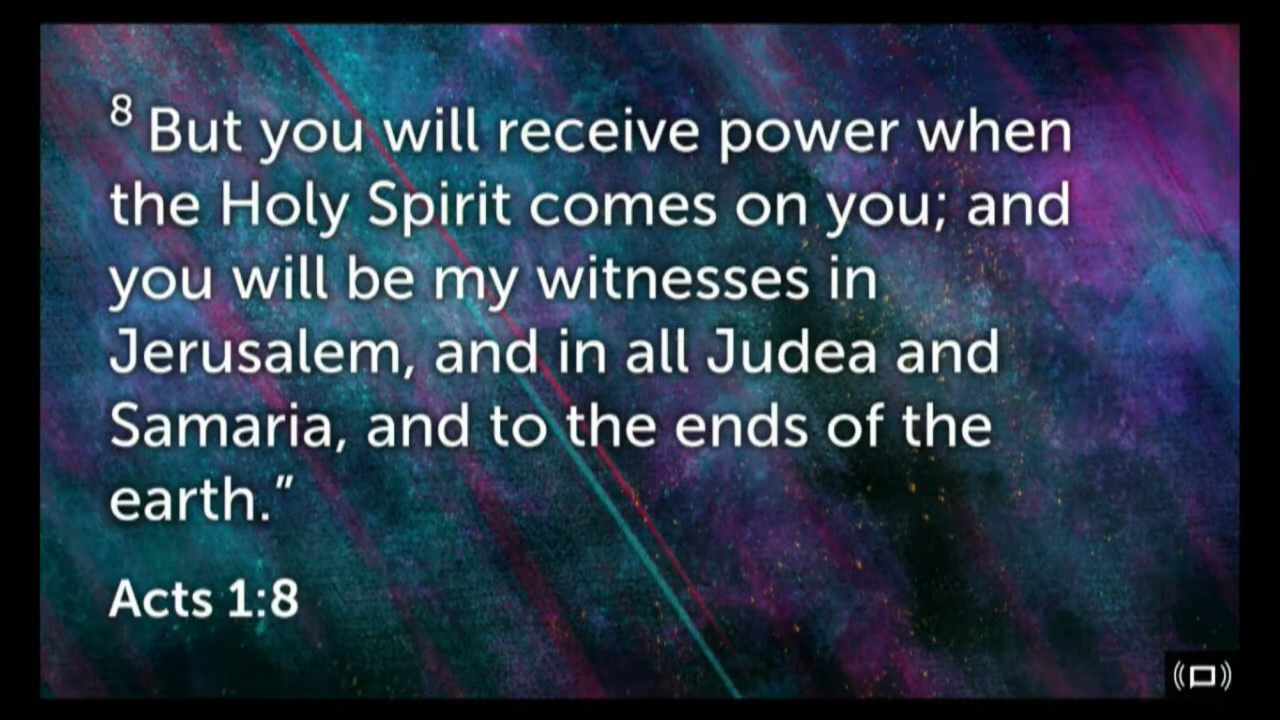 8 But you will receive power when
the Holy Spirit comes on you; and
you will be my witnesses in
Jerusalem, and in all Judea and
Samaria, and to the ends of the
earth.”
Acts 1:8